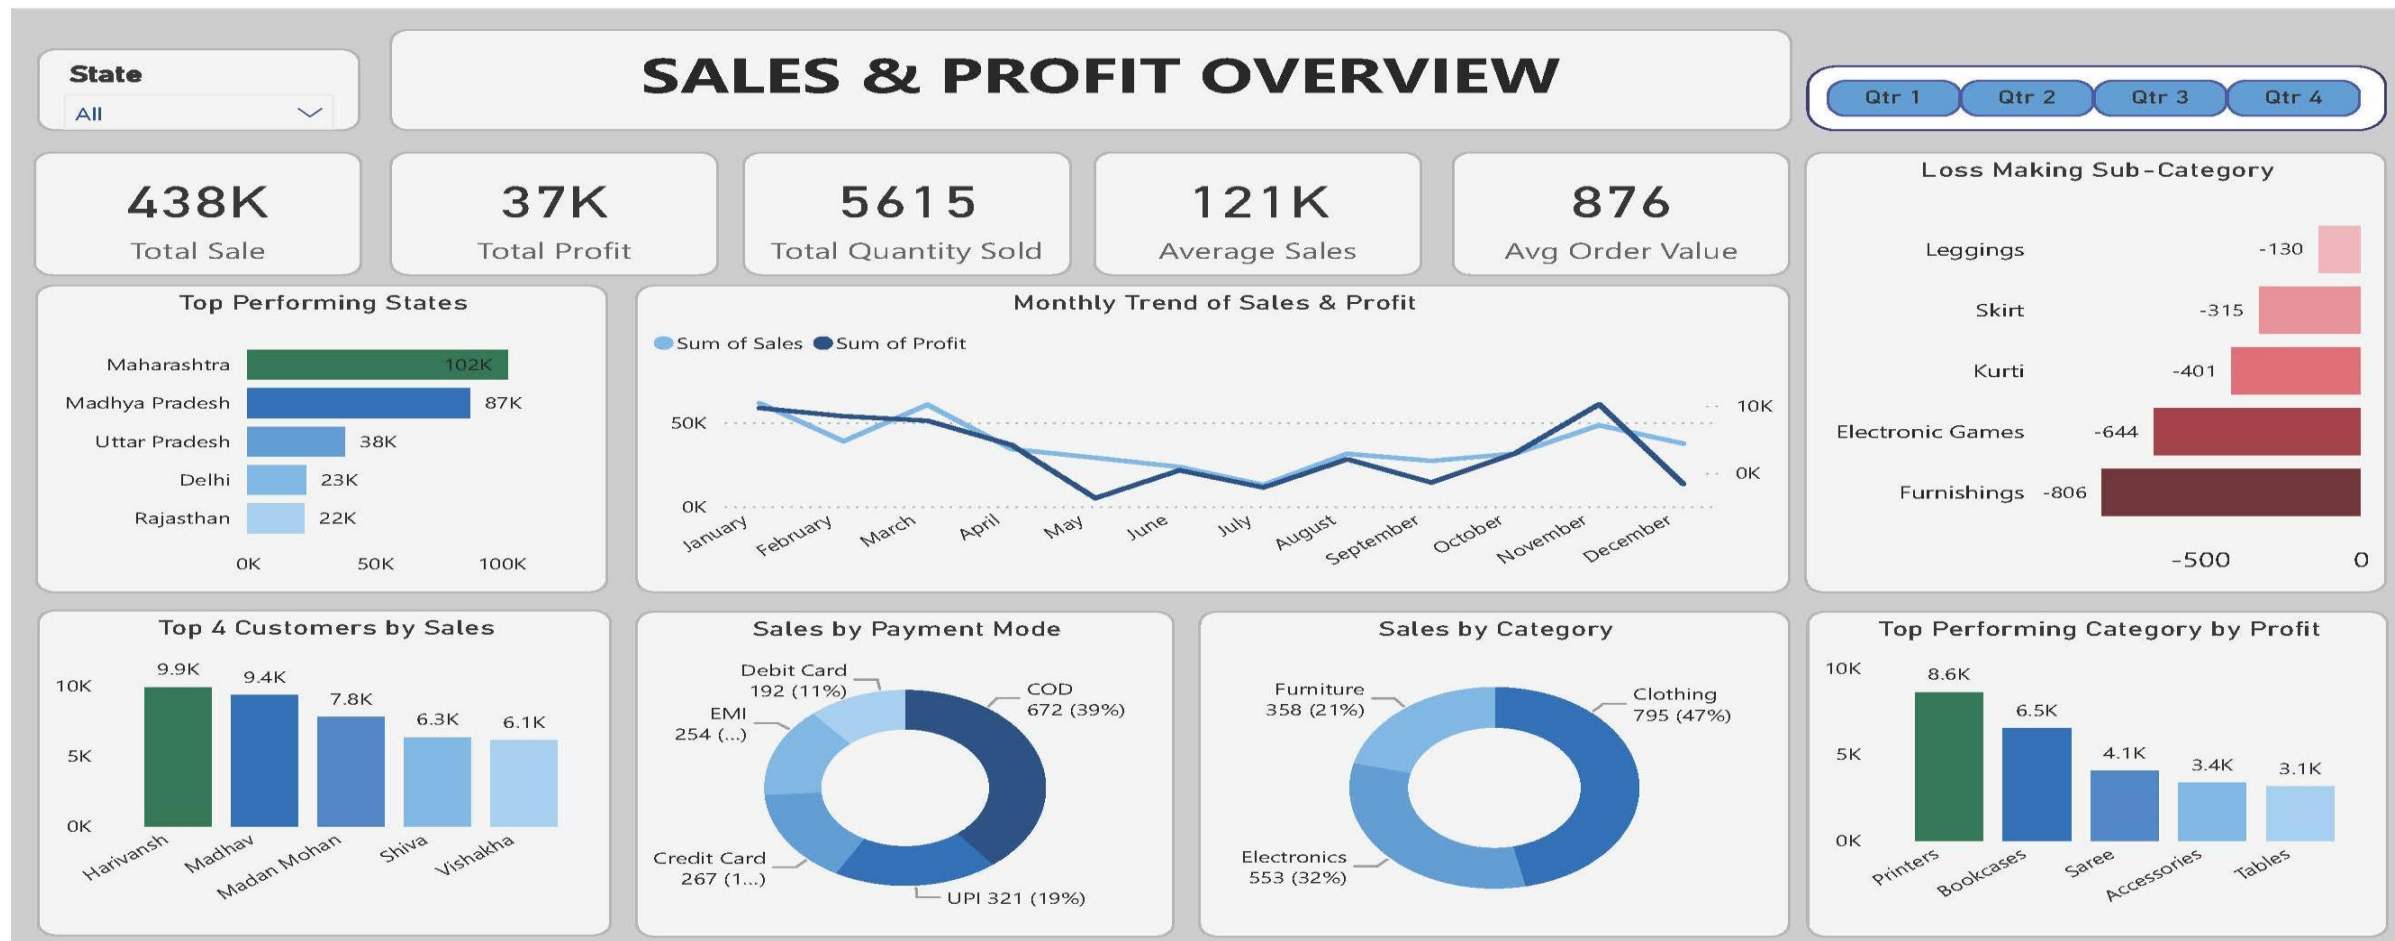 State
All
SALES & PROFIT OVERVIEW
Qtr 1 Qtr 2 Qtr 3 Qtr 4
438K
Total Sale
37K
Total Profit
5615
Total Quantity Sold
121K
Average Sales
876
Avg Order Value
Top Performing States
Maharashtra 102K
Madhya Pradesh 87K
Uttar Pradesh 38K
Delhi 23K
Rajasthan 22K
0K 50K 100K
Monthly Trend of Sales & Profit
Sum of Sales Sum of Profit
50K
0K
10K
0K
January February March April May June July August September October November December
Loss Making Sub-Category
Leggings -130
Skirt -315
Kurti -401
Electronic Games -644
Furnishings -806
-500 0
Top 4 Customers by Sales
10K
5K
0K
9.9K 9.4K 7.8K 6.3K 6.1K
Harivansh Madhav Madan Mohan Shiva Vishakha
Sales by Payment Mode
Debit Card
192 (11%)
COD
672 (39%)
EMI
254 (...)
Credit Card
267 (1...)
UPI 321 (19%)
Sales by Category
Furniture
358 (21%)
Clothing
795 (47%)
Electronics
553 (32%)
Top Performing Category by Profit
10K
5K
0K
8.6K 6.5K 4.1K 3.4K 3.1K
Printers Bookcases Saree Accessories Tables